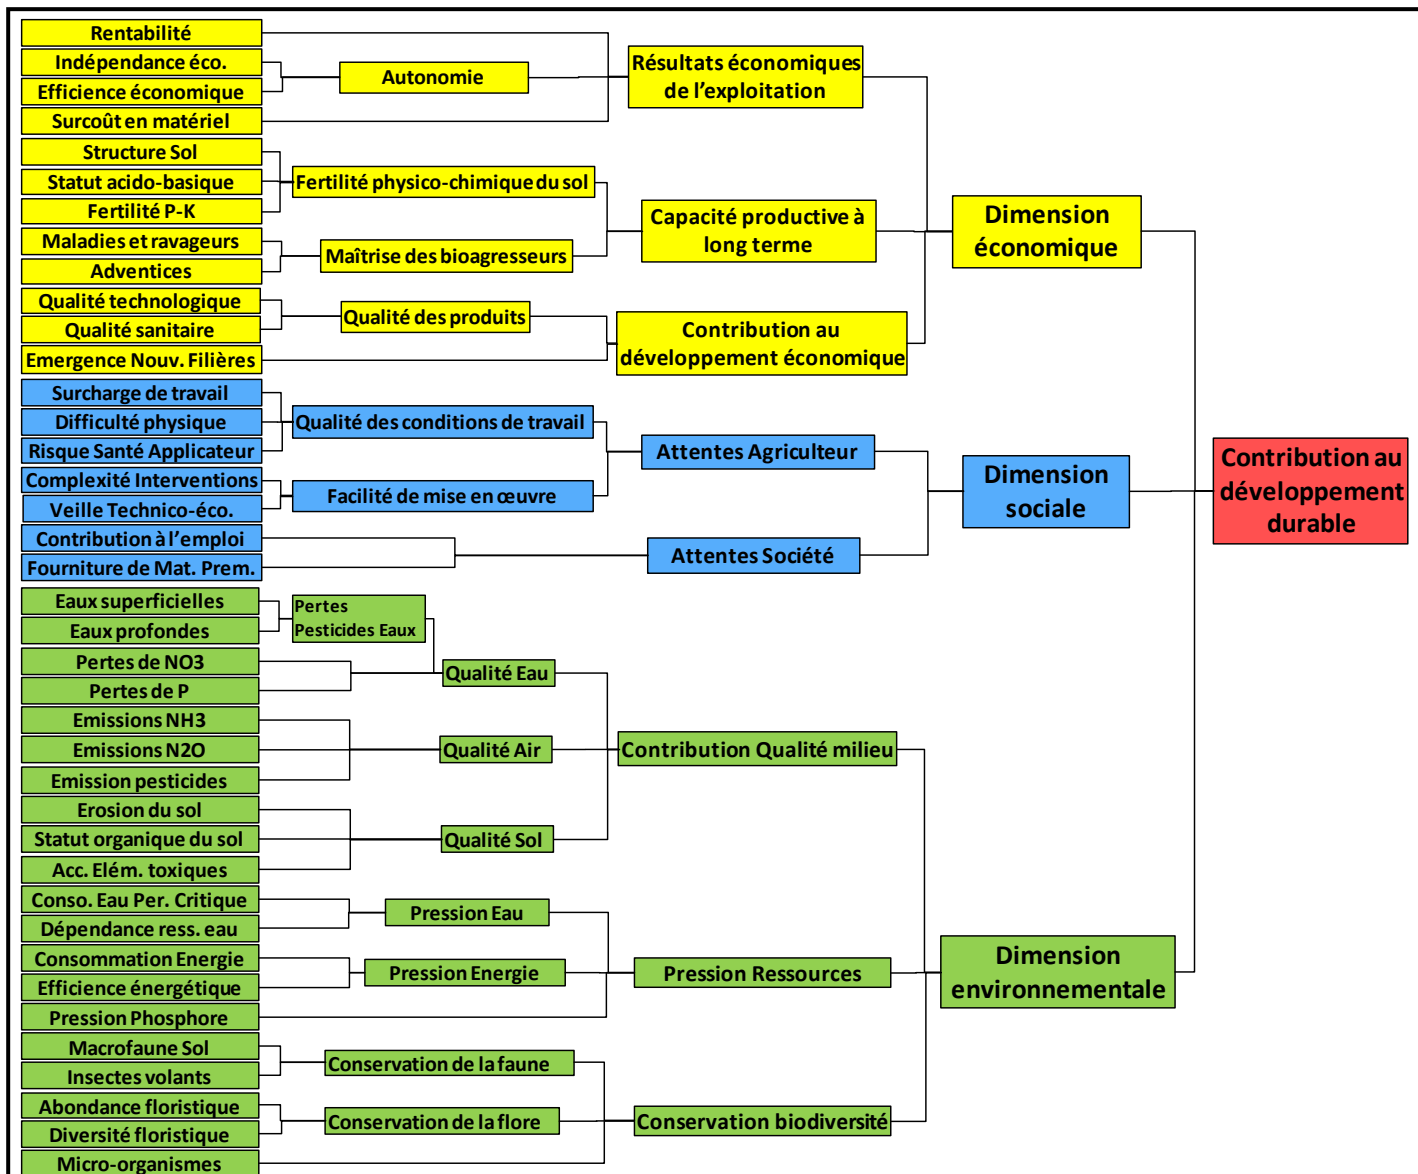 Rentabilité
Indépendance éco.
Efficience économique
Surcoût en matériel
Autonomie
Résultats économiques
de l'exploitation
Structure Sol
Statut acido-basique
Fertilité P-K
Fertilité physico-chimique du sol
Maladies et ravageurs
Adventices
Maîtrise des bioagresseurs
Capacité productive à
long terme
Qualité technologique
Qualité sanitaire
Qualité des produits
Emergence Nouv. Filières
Contribution au
développement économique
Dimension
économique
Surcharge de travail
Difficulté physique
Risque Santé Applicateur
Qualité des conditions de travail
Complexité Interventions
Veille Technico-éco.
Facilité de mise en œuvre
Attentes Agriculteur
Contribution à l'emploi
Fourniture de Mat. Prem.
Attentes Société
Dimension
sociale
Contribution au
développement
durable
Eaux superficielles
Eaux profondes
Pertes
Pesticides Eaux
Pertes de NO3
Pertes de P
Qualité Eau
Emissions NH3
Emissions N2O
Emission pesticides
Qualité Air
Erosion du sol
Statut organique du sol
Acc. Elém. toxiques
Qualité Sol
Contribution Qualité milieu
Conso. Eau Per. Critique
Dépendance ress. eau
Pression Eau
Consommation Energie
Efficience énergétique
Pression Energie
Pression Phosphore
Pression Ressources
Macrofaune Sol
Insectes volants
Conservation de la faune
Abondance floristique
Diversité floristique
Conservation de la flore
Micro-organismes
Conservation biodiversité
Dimension
environnementale